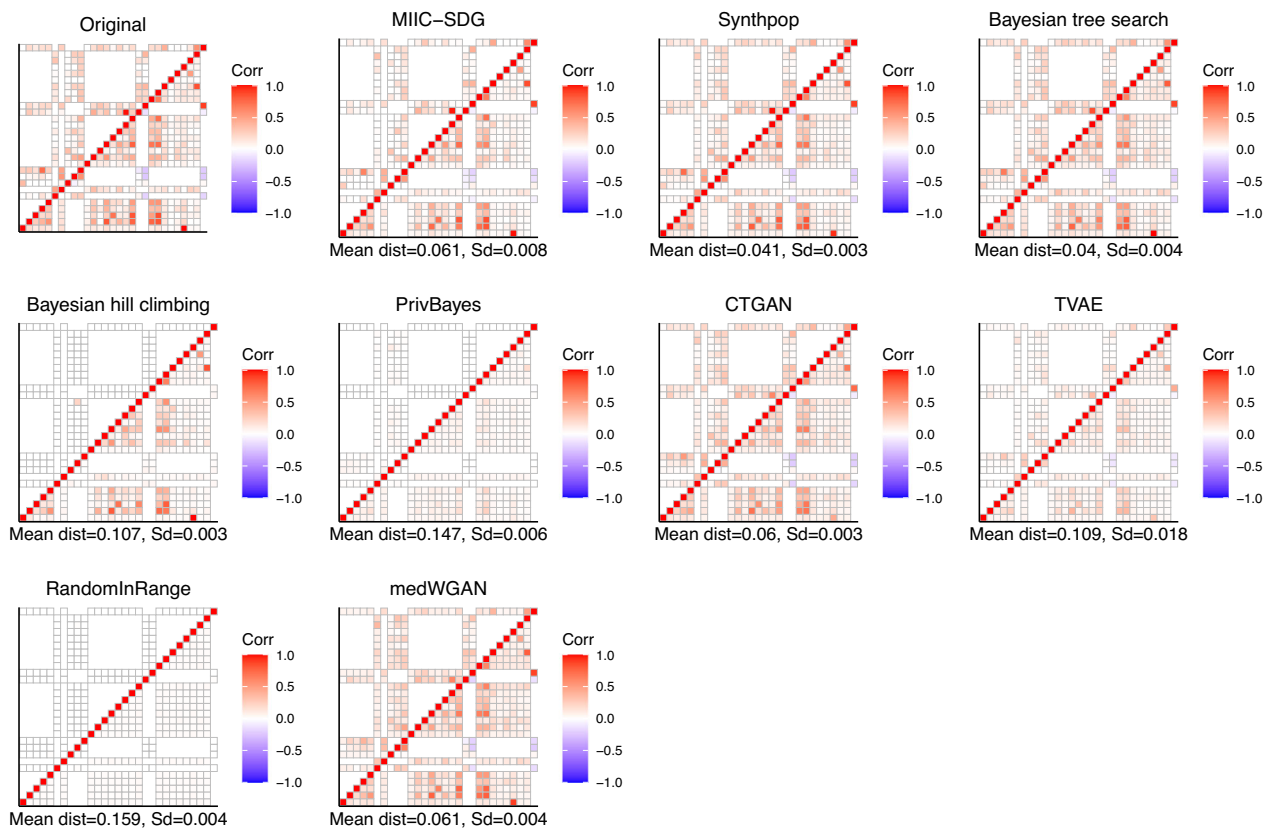 Original
Corr
1.0
0.5
0.0
−0.5
−1.0
MIIC−SDG
Corr
1.0
0.5
0.0
−0.5
−1.0
Mean dist=0.061, Sd=0.008
Synthpop
Corr
1.0
0.5
0.0
−0.5
−1.0
Mean dist=0.041, Sd=0.003
Bayesian tree search
Corr
1.0
0.5
0.0
−0.5
−1.0
Mean dist=0.04, Sd=0.004
Bayesian hill climbing
Corr
1.0
0.5
0.0
−0.5
−1.0
Mean dist=0.107, Sd=0.003
PrivBayes
Corr
1.0
0.5
0.0
−0.5
−1.0
Mean dist=0.147, Sd=0.006
CTGAN
Corr
1.0
0.5
0.0
−0.5
−1.0
Mean dist=0.06, Sd=0.003
TVAE
Corr
1.0
0.5
0.0
−0.5
−1.0
Mean dist=0.109, Sd=0.018
RandomInRange
Corr
1.0
0.5
0.0
−0.5
−1.0
Mean dist=0.159, Sd=0.004
medWGAN
Corr
1.0
0.5
0.0
−0.5
−1.0
Mean dist=0.061, Sd=0.004